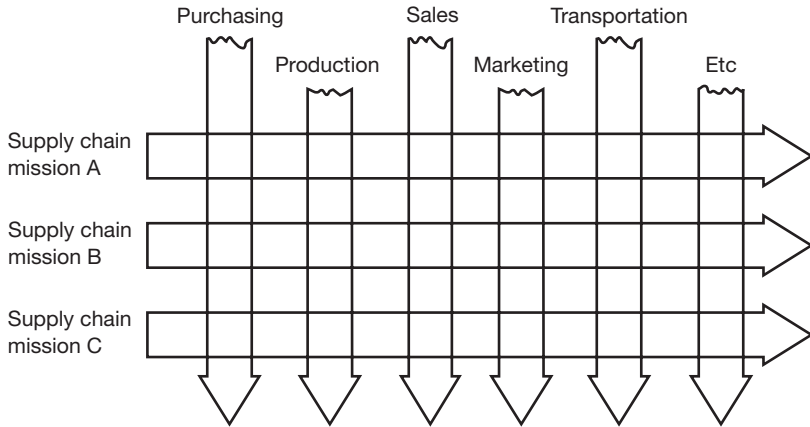 Purchasing
Sales
Transportation
Production
Marketing
Etc
Supply chain
mission A
Supply chain
mission B
Supply chain
mission C